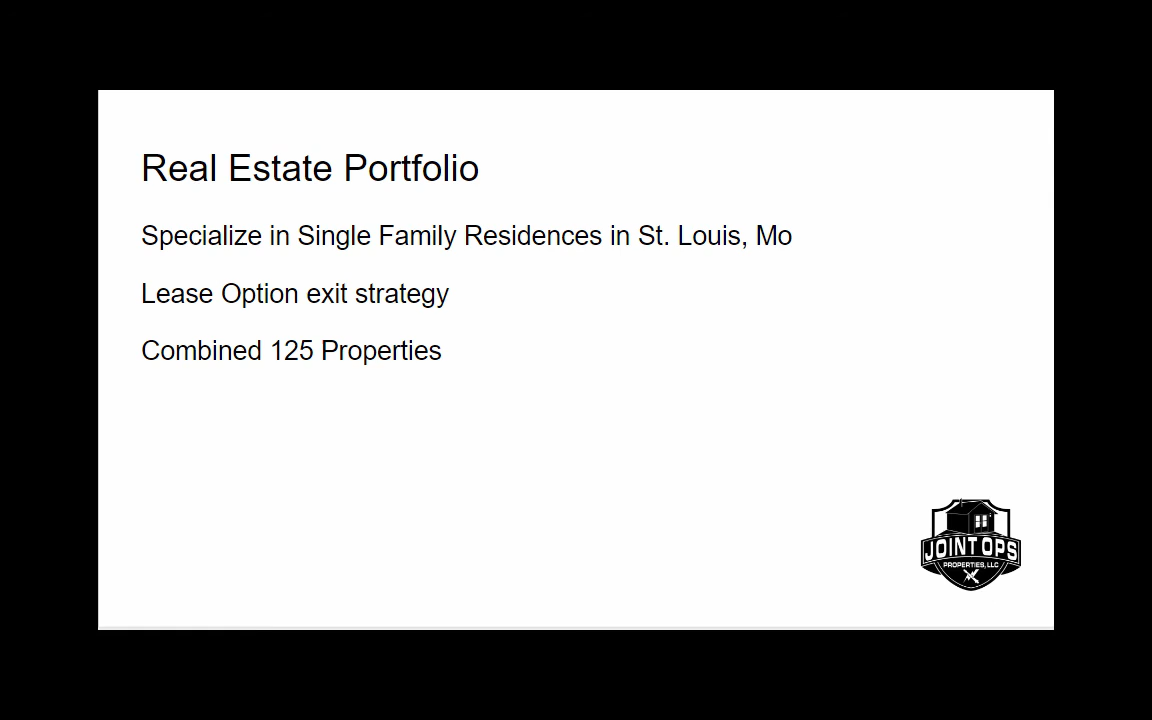 Real Estate Portfolio
Specialize in Single Family Residences in St. Louis, Mo
Lease Option exit strategy
Combined 125 Properties
JOINT OPS
PROPERTIES, LLC